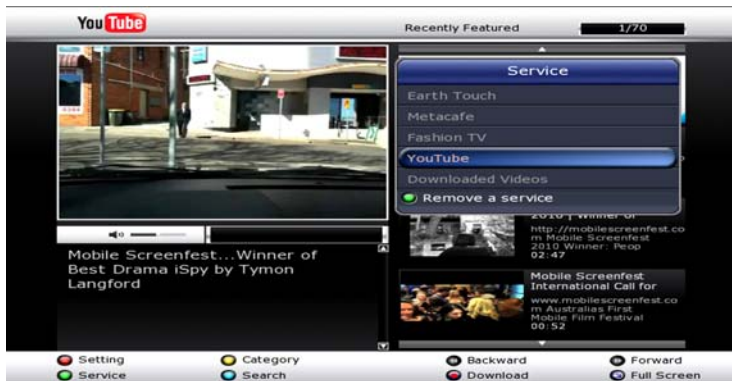 YouTube
Recently Featured
1/70
Service
Earth Touch
Metacafe
Fashion TV
YouTube
Downloaded Videos
Remove a service
2010 | Winner of
http://mobilescreenfest.co
m Mobile Screenfest
2010 Winner: Peop
02:47
Mobile Screenfest...Winner of
Best Drama iSpy by Tymon
Langford
Mobile Screenfest
International Call for
www.mobilescreenfest.co
m Australias First
Mobile Film Festival
00:52
Setting
Category
Backward
Forward
Service
Search
Download
Full Screen